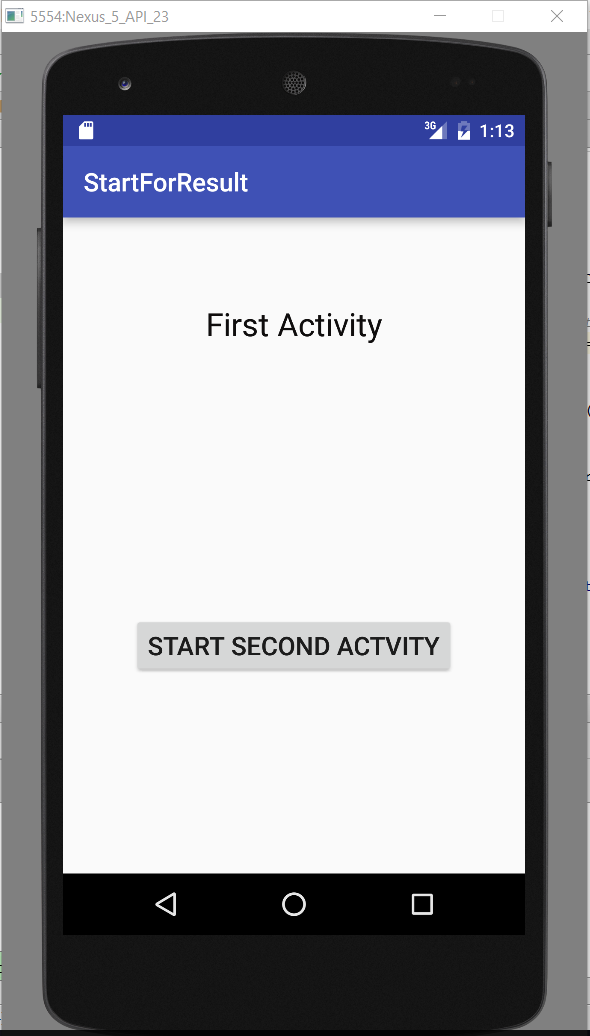 5554:Nexus_5_API_23
3G 1:13
StartForResult
First Activity
START SECOND ACTVITY